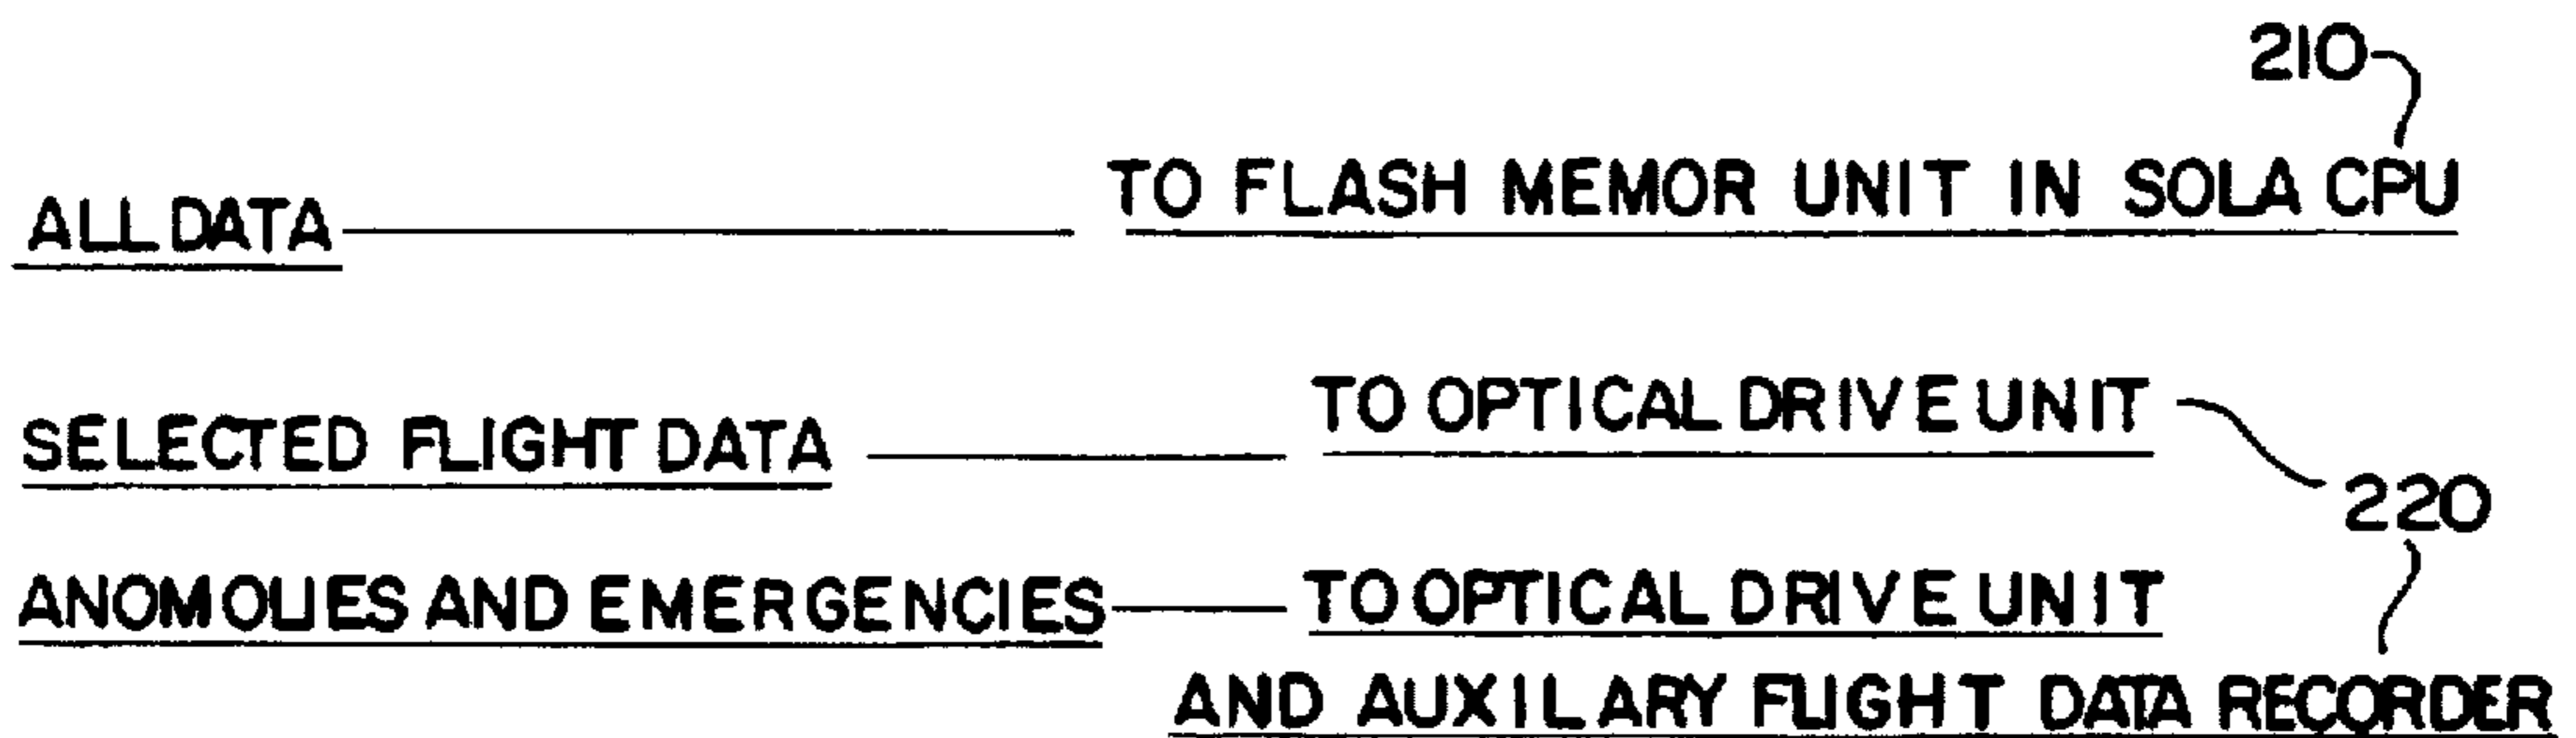 210
ALL DATA TO FLASH MEMOR UNIT IN SOLA CPU
SELECTED FLIGHT DATA TO OPTICAL DRIVE UNIT
220
ANOMOLIES AND EMERGENCIES TO OPTICAL DRIVE UNIT
AND AUXILARY FLIGHT DATA RECORDER